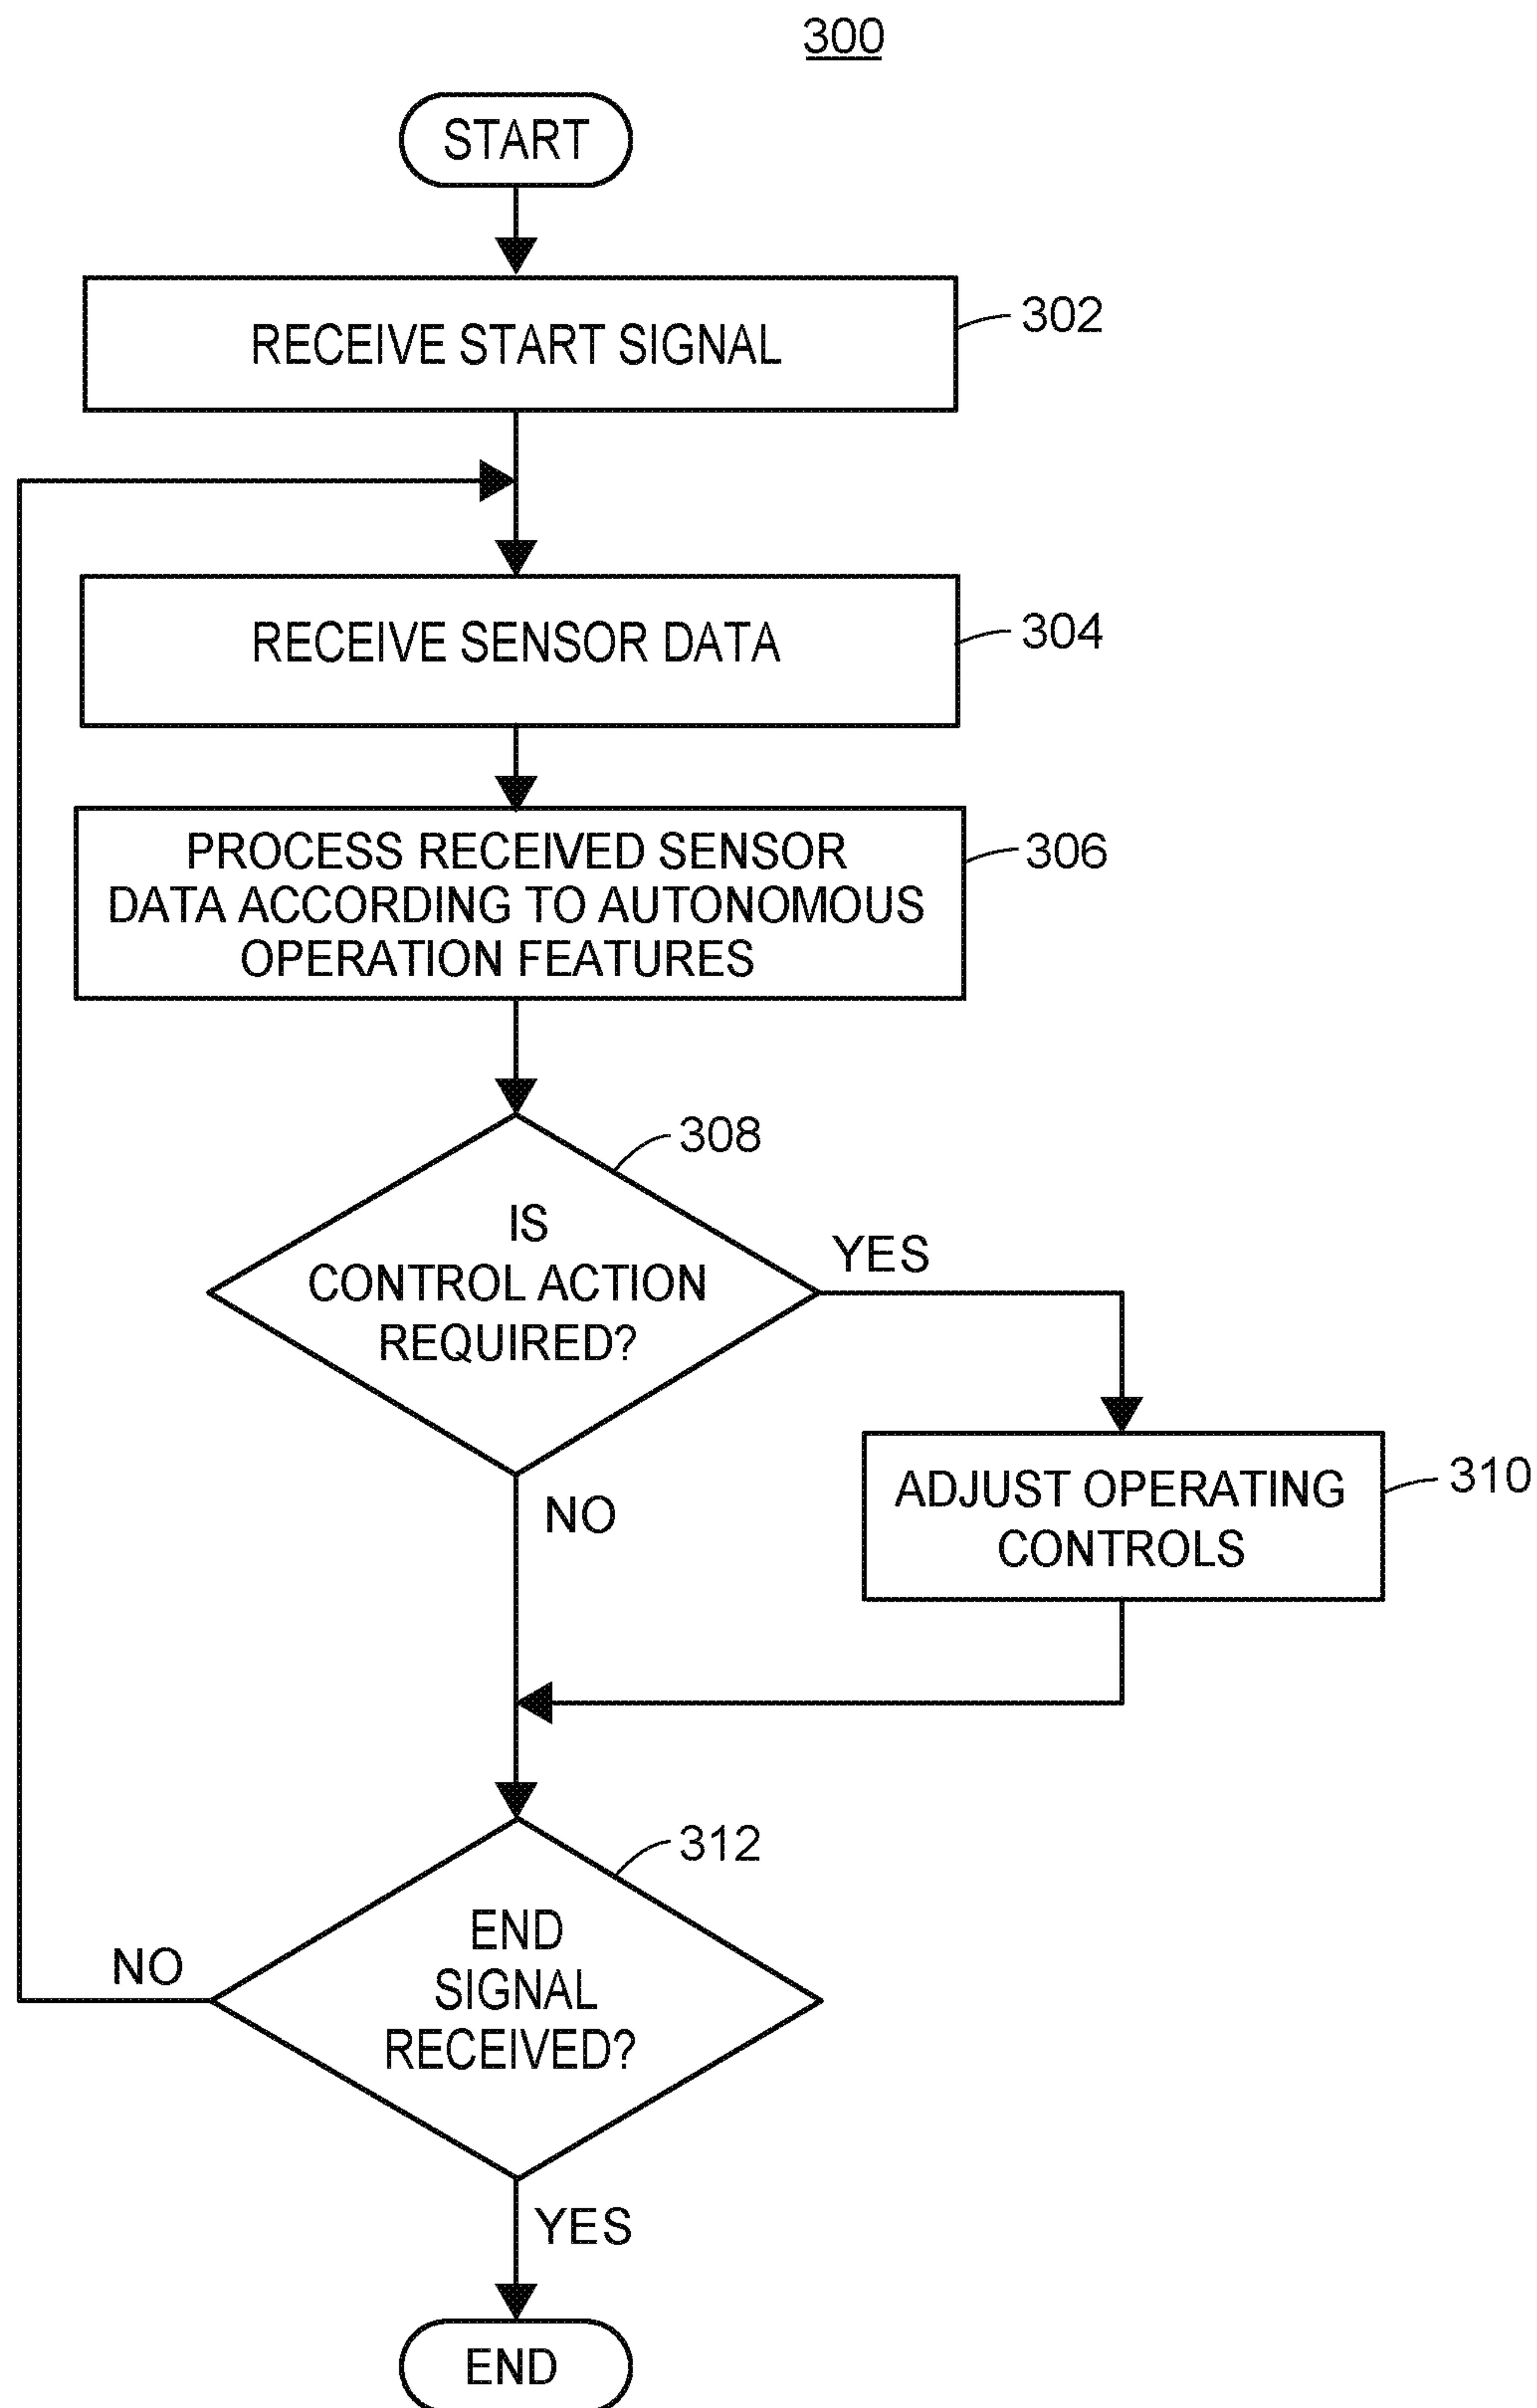 300
START
RECEIVE START SIGNAL
302
RECEIVE SENSOR DATA
304
PROCESS RECEIVED SENSOR
DATA ACCORDING TO AUTONOMOUS
OPERATION FEATURES
306
308
IS
CONTROL ACTION
REQUIRED?
YES
NO
ADJUST OPERATING
CONTROLS
310
312
END
SIGNAL
RECEIVED?
NO
YES
END